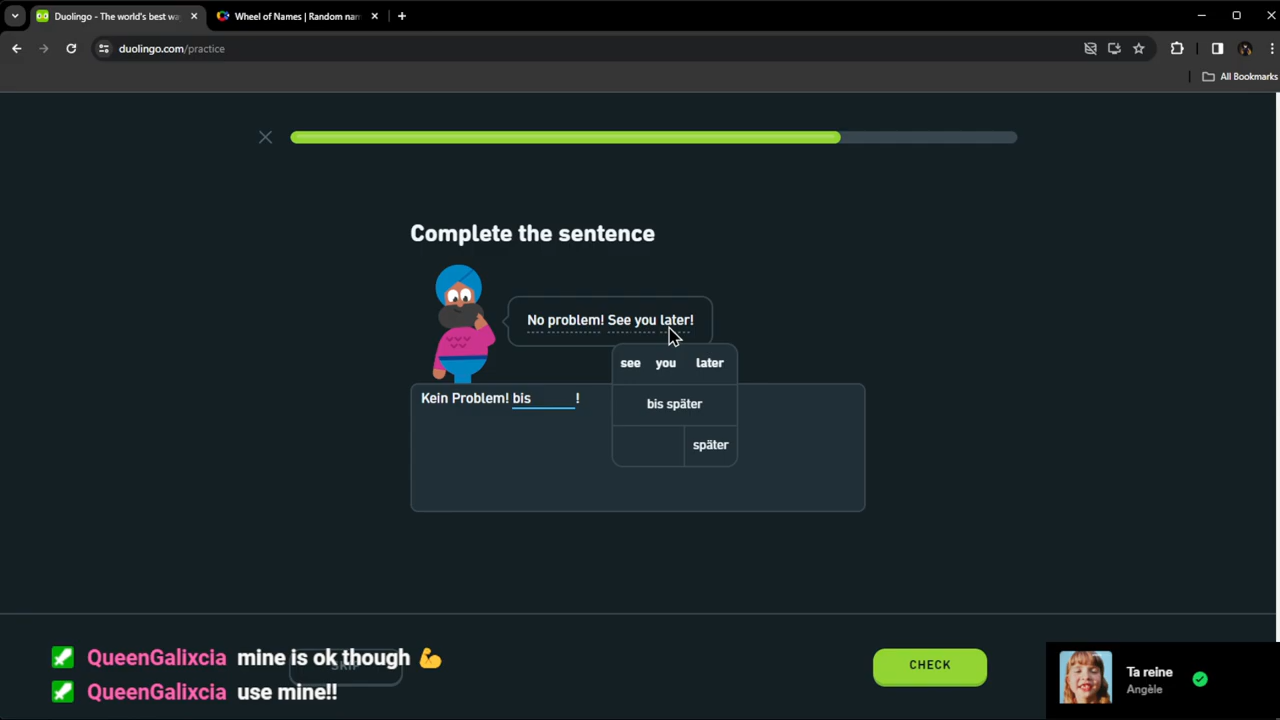 Duolingo - The world's best wa
Wheel of Names | Random nam
duolingo.com/practice
All Bookmarks
Complete the sentence
No problem! See you later!
see you later
Kein Problem! bis !
bis später
später
CHECK
QueenGalixcia mine is ok though
QueenGalixcia use mine!!
Ta reine
Angèle